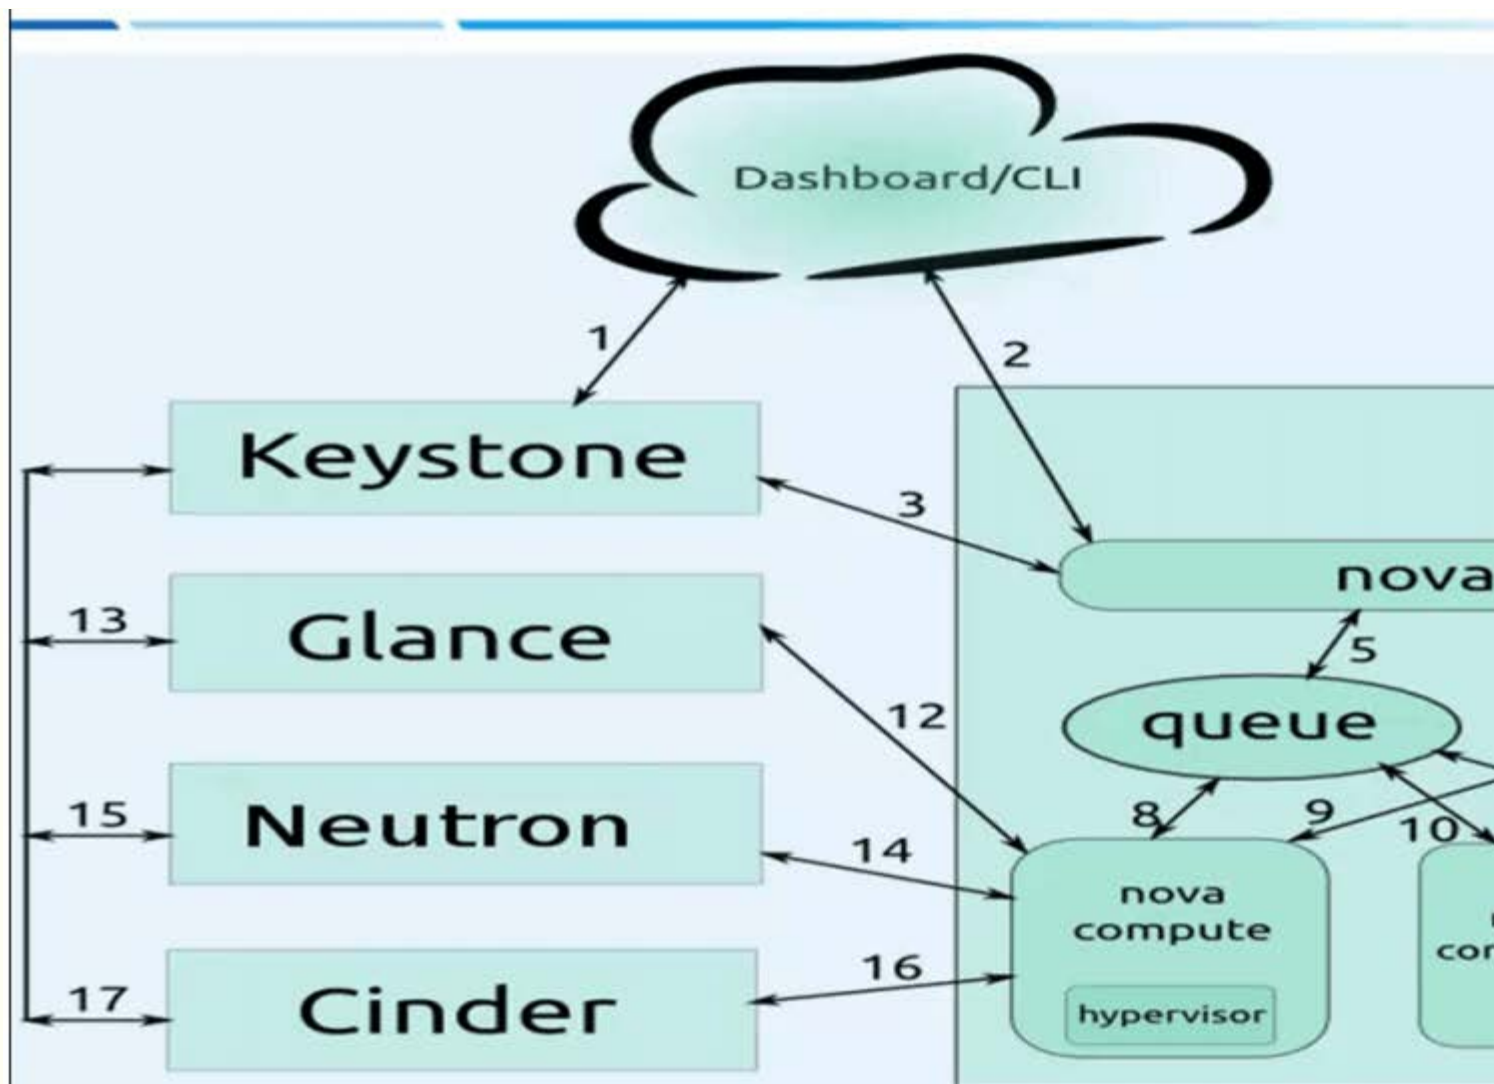 Dashboard/CLI
1
2
Keystone
3
nova
13
Glance
5
12
queue
15
Neutron
14
8
9
10
nova
compute
hypervisor
17
Cinder
16